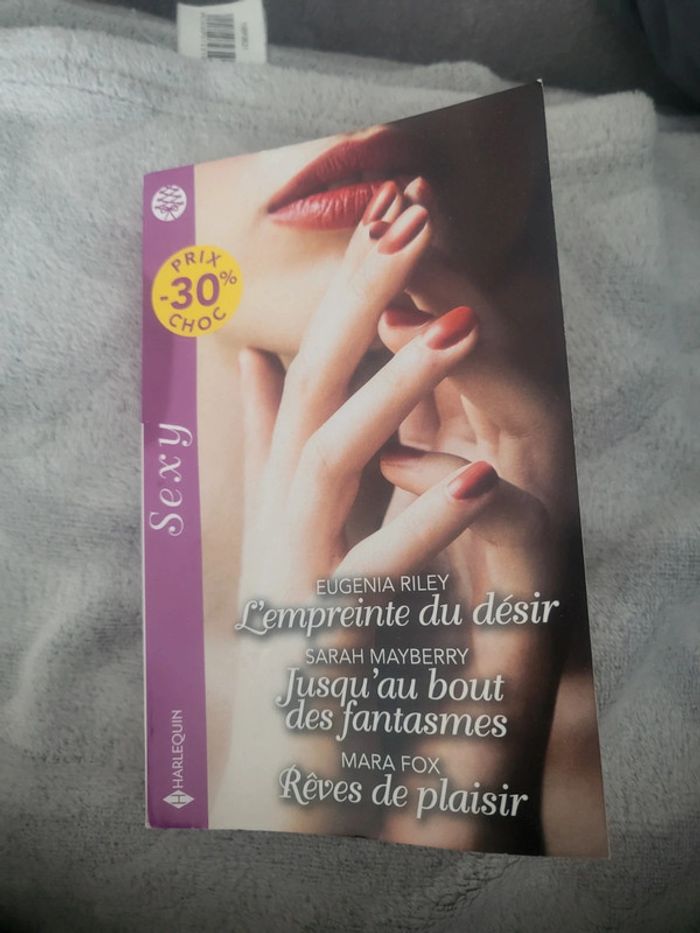 PRIX
-30%
CHOC
Sexy
EUGENIA RILEY
L'empreinte du désir
SARAH MAYBERRY
Jusqu'au bout
des fantasmes
MARA FOX
Rêves de plaisir
HARLEQUIN